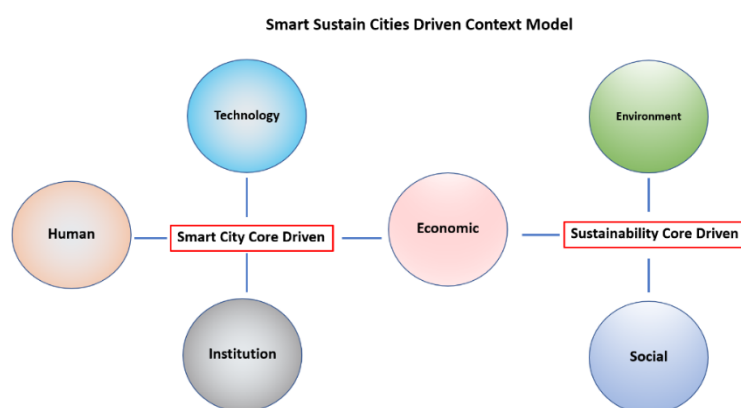 Smart Sustain Cities Driven Context Model
Technology
Environment
Human
Smart City Core Driven
Economic
Sustainability Core Driven
Institution
Social